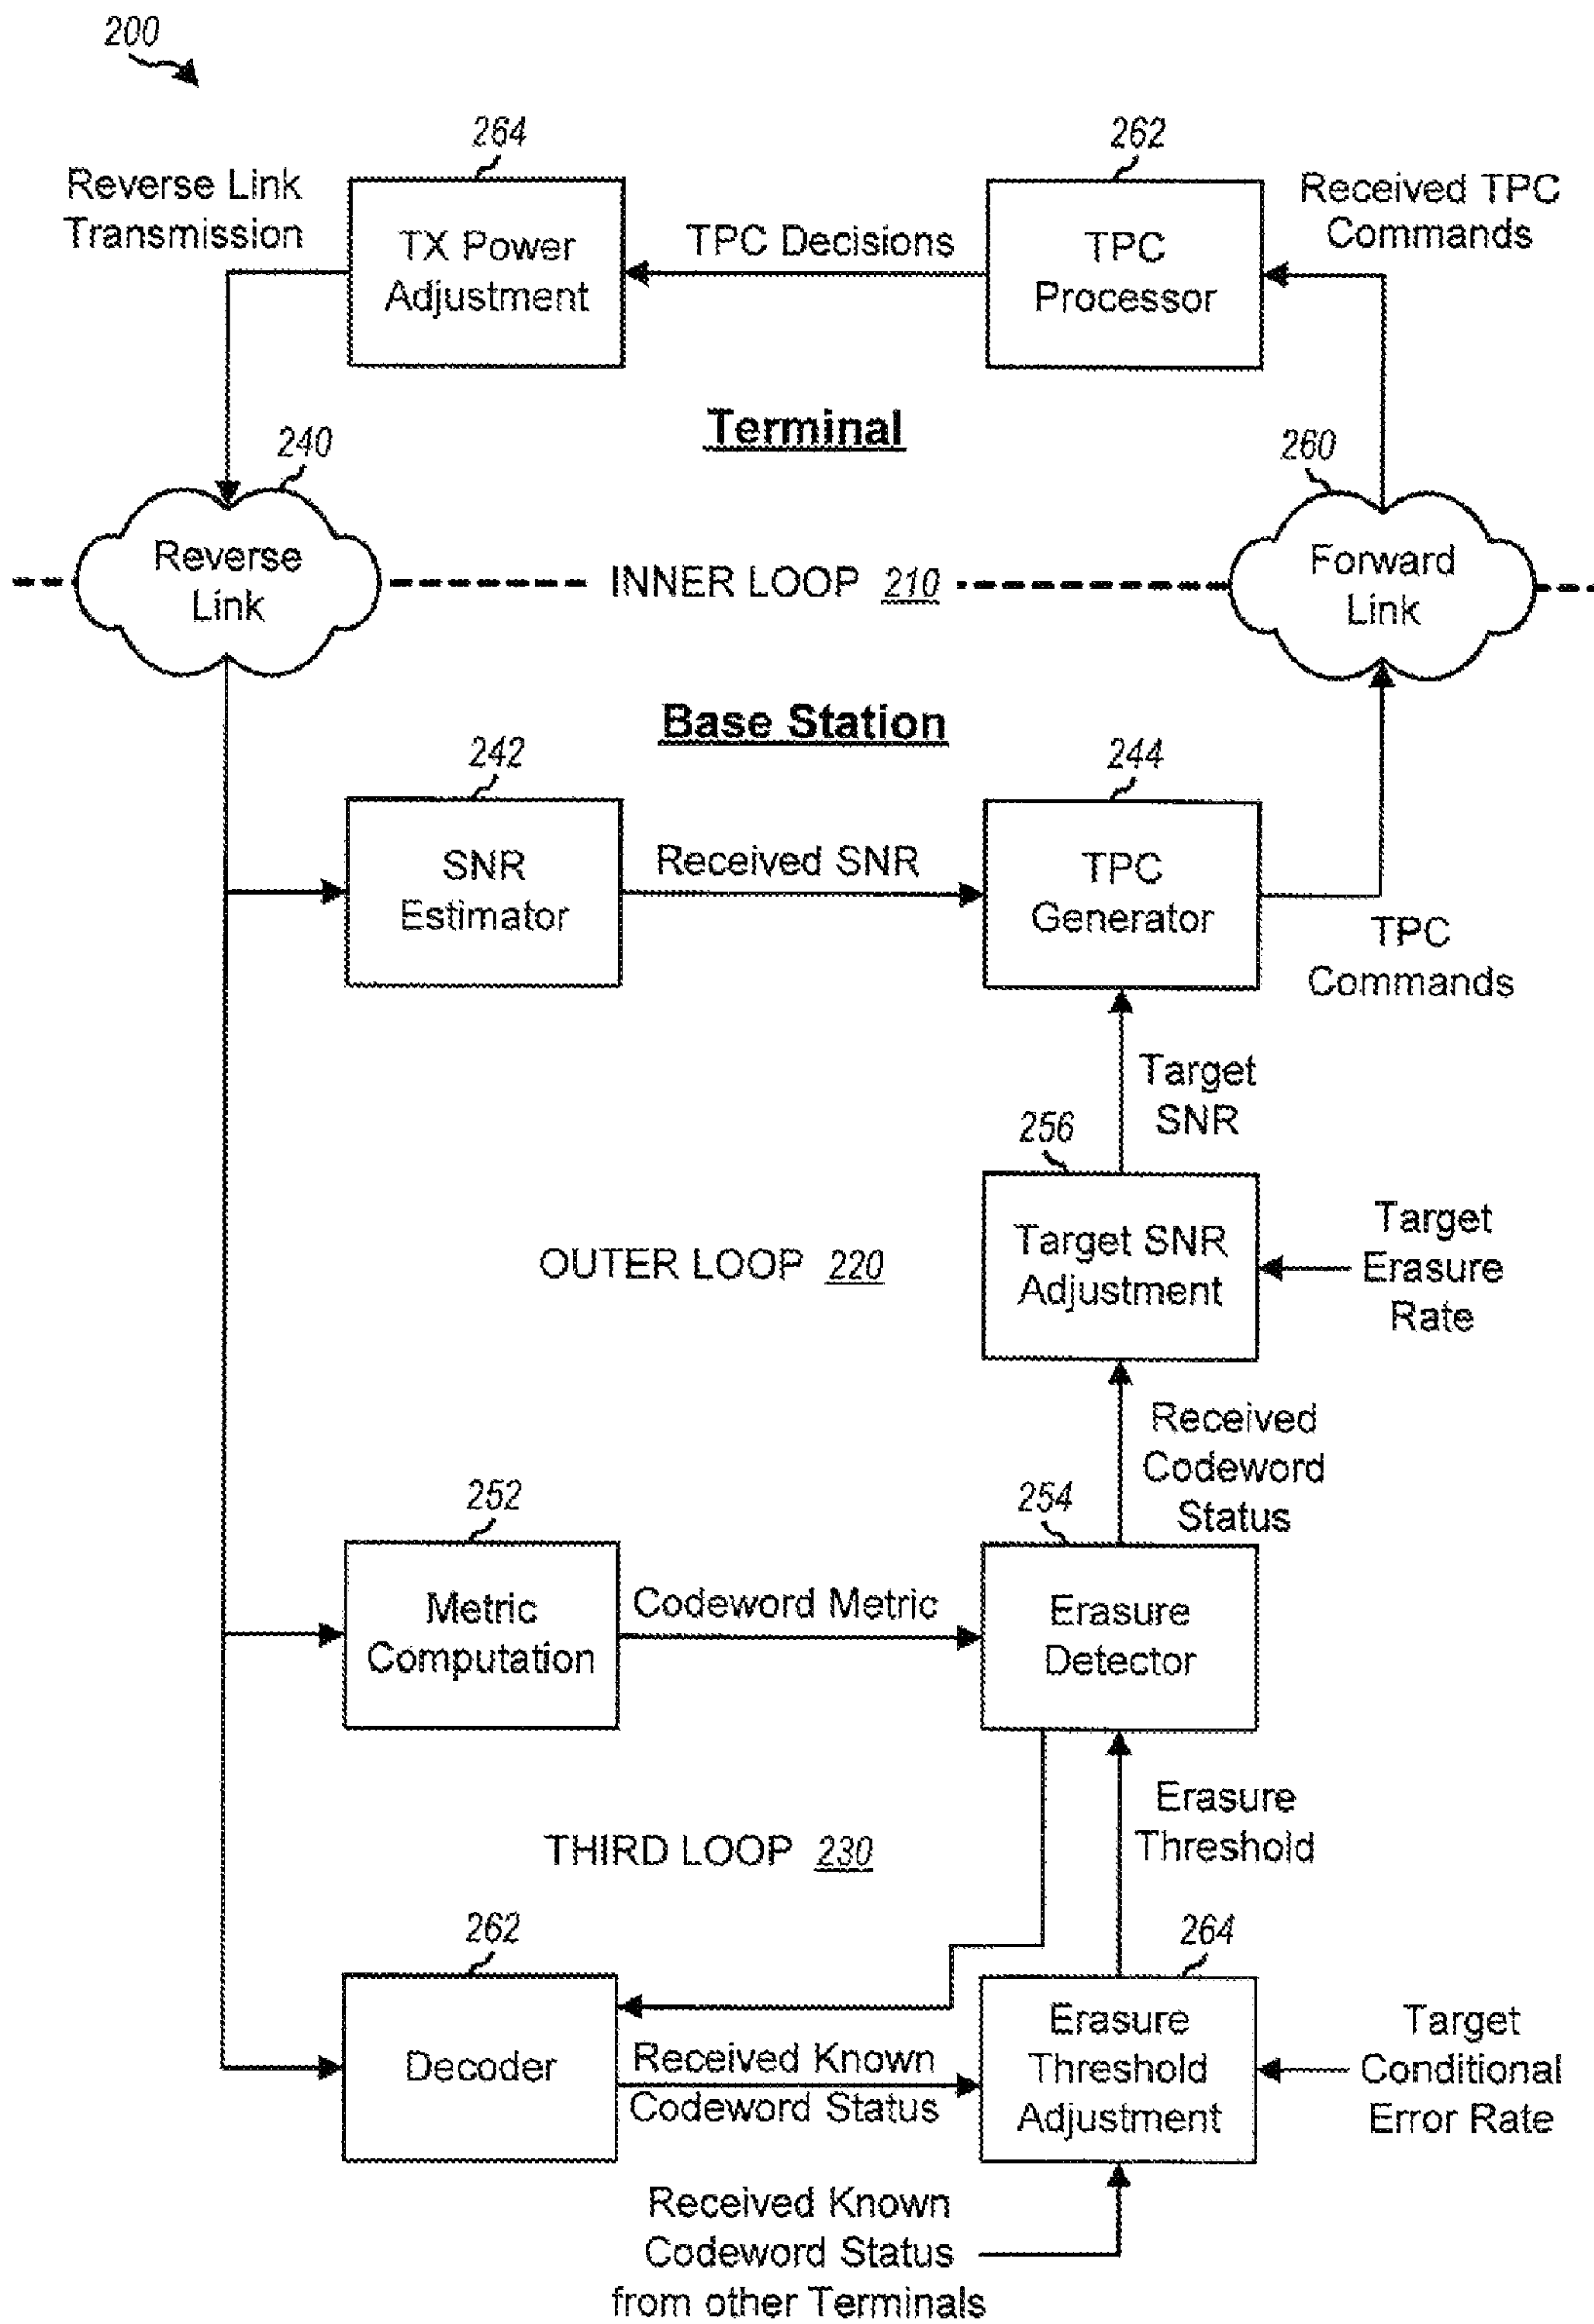 200
264
262
Reverse Link
Transmission
TX Power
Adjustment
TPC Decisions
TPC
Processor
Received TPC
Commands
Terminal
240
260
Reverse
Link
INNER LOOP 210
Forward
Link
Base Station
242
244
SNR
Estimator
Received SNR
TPC
Generator
TPC
Commands
Target
SNR
256
OUTER LOOP 220
Target SNR
Adjustment
Target
Erasure
Rate
Received
Codeword
Status
252
254
Metric
Computation
Codeword Metric
Erasure
Detector
Erasure
Threshold
THIRD LOOP 230
262
264
Decoder
Received Known
Codeword Status
Erasure
Threshold
Adjustment
Target
Conditional
Error Rate
Received Known
Codeword Status
from other Terminals